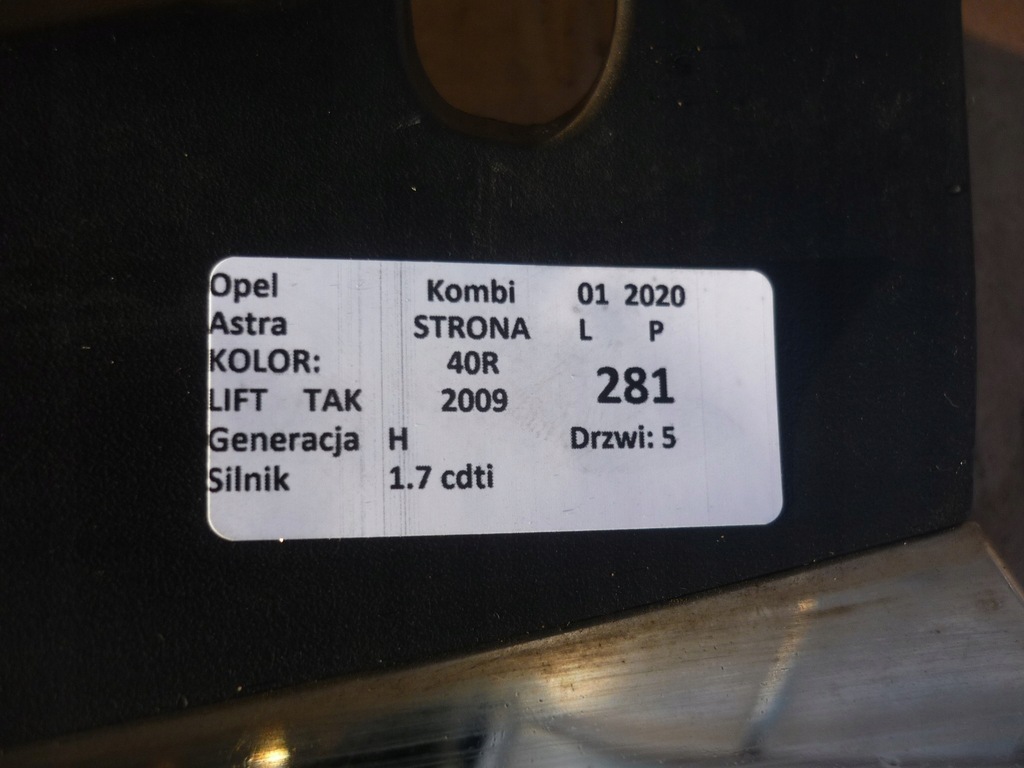 Opel Kombi 01 2020
Astra STRONA L P
KOLOR: 40R
281
LIFT TAK 2009
Generacja H Drzwi: 5
Silnik 1.7 cdti